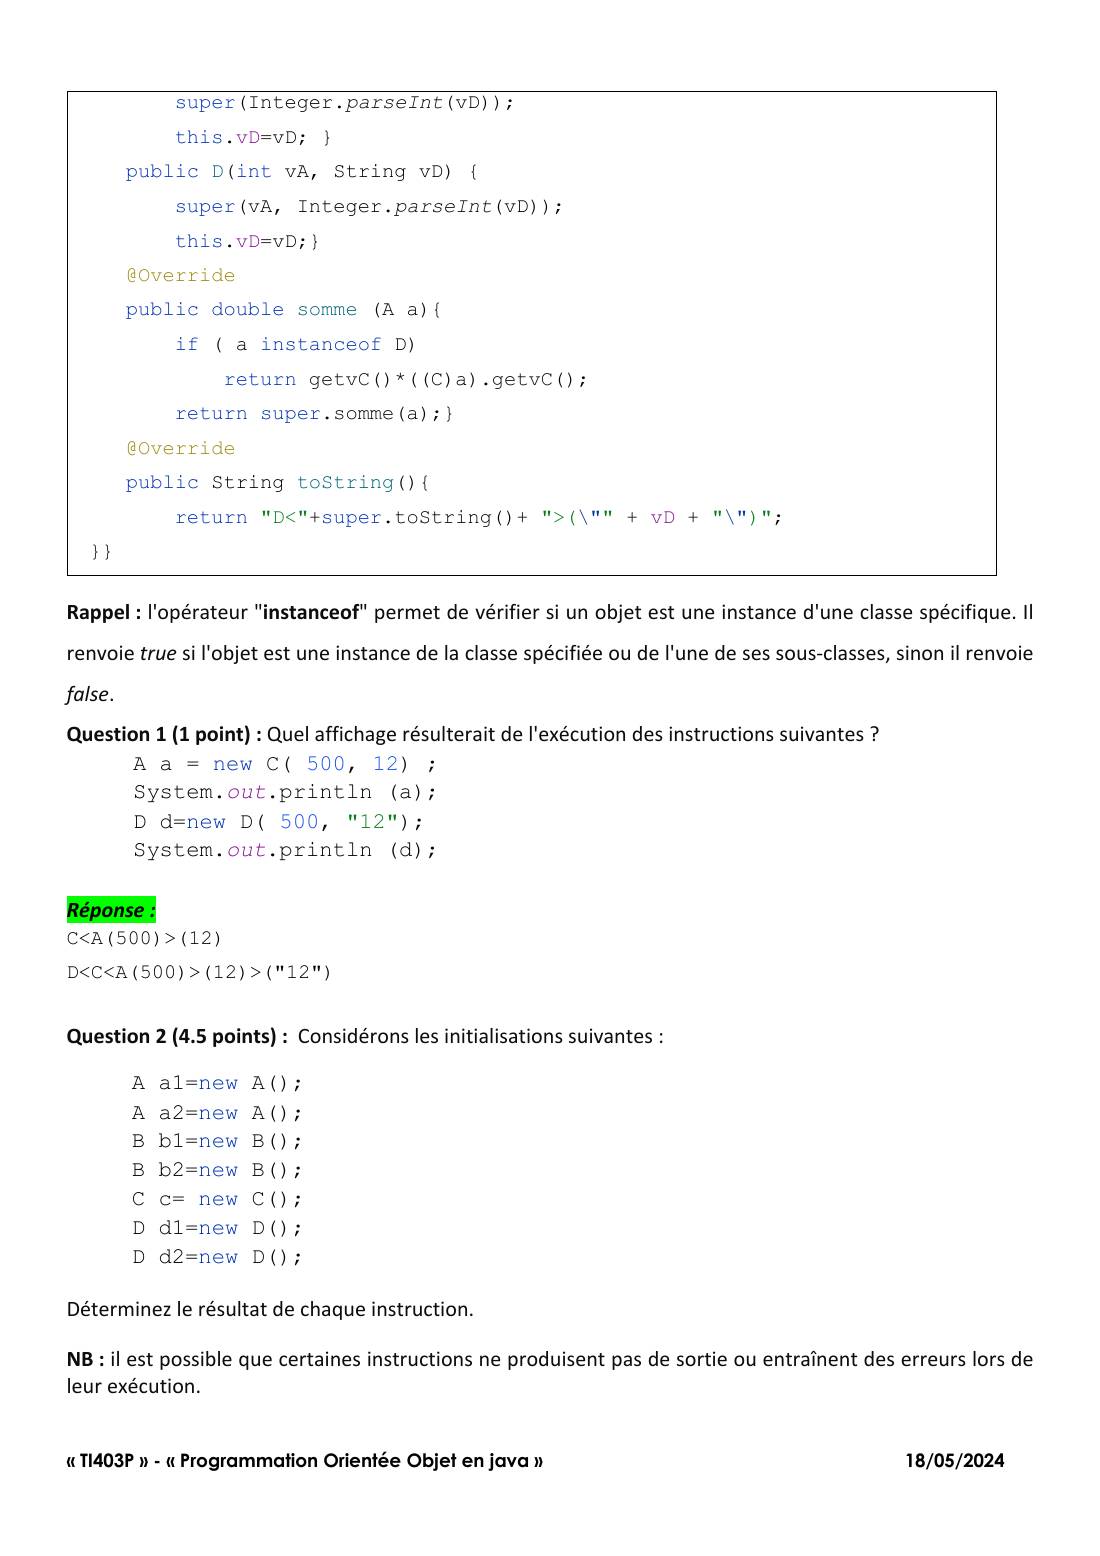 super(Integer.parseInt(vD));
this.vD=vD; }
public D(int vA, String vD) {
super(vA, Integer.parseInt(vD));
this.vD=vD;}
@Override
public double somme (A a){
if ( a instanceof D)
return getvC()*((C)a).getvC();
return super.somme(a);}
@Override
public String toString(){
return "D<"+super.toString()+ ">(\"" + vD + "\")";
}}
Rappel : l'opérateur "instanceof" permet de vérifier si un objet est une instance d'une classe spécifique. Il
renvoie true si l'objet est une instance de la classe spécifiée ou de l'une de ses sous-classes, sinon il renvoie
false.
Question 1 (1 point) : Quel affichage résulterait de l'exécution des instructions suivantes ?
A a = new C( 500, 12) ;
System.out.println (a);
D d=new D( 500, "12");
System.out.println (d);
Réponse :
C<A(500)>(12)
D<C<A(500)>(12)>("12")
Question 2 (4.5 points) : Considérons les initialisations suivantes :
A a1=new A();
A a2=new A();
B b1=new B();
B b2=new B();
C c= new C();
D d1=new D();
D d2=new D();
Déterminez le résultat de chaque instruction.
NB : il est possible que certaines instructions ne produisent pas de sortie ou entraînent des erreurs lors de
leur exécution.
« TI403P » - « Programmation Orientée Objet en java » 18/05/2024